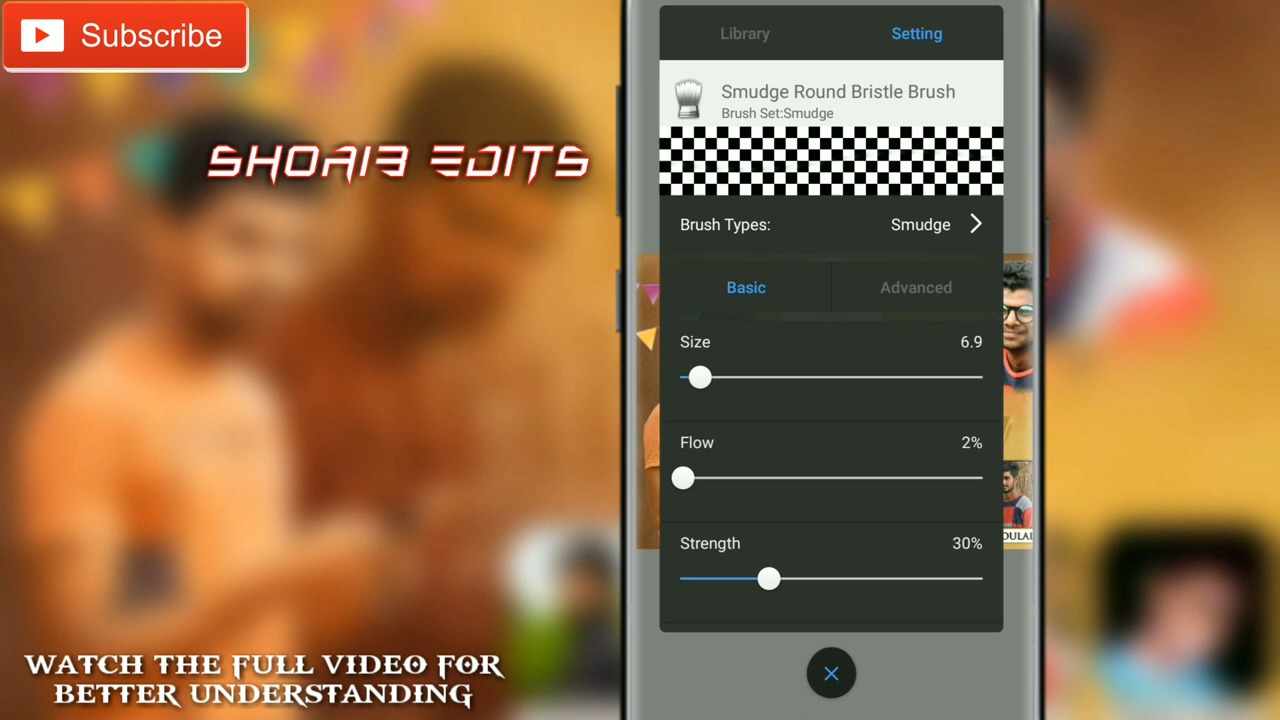 Subscribe
SHOAIB EDITS
WATCH THE FULL VIDEO FOR
BETTER UNDERSTANDING
Library Setting
Smudge Round Bristle Brush
Brush Set:Smudge
Brush Types: Smudge
Basic Advanced
Size 6.9
Flow 2%
Strength 30%